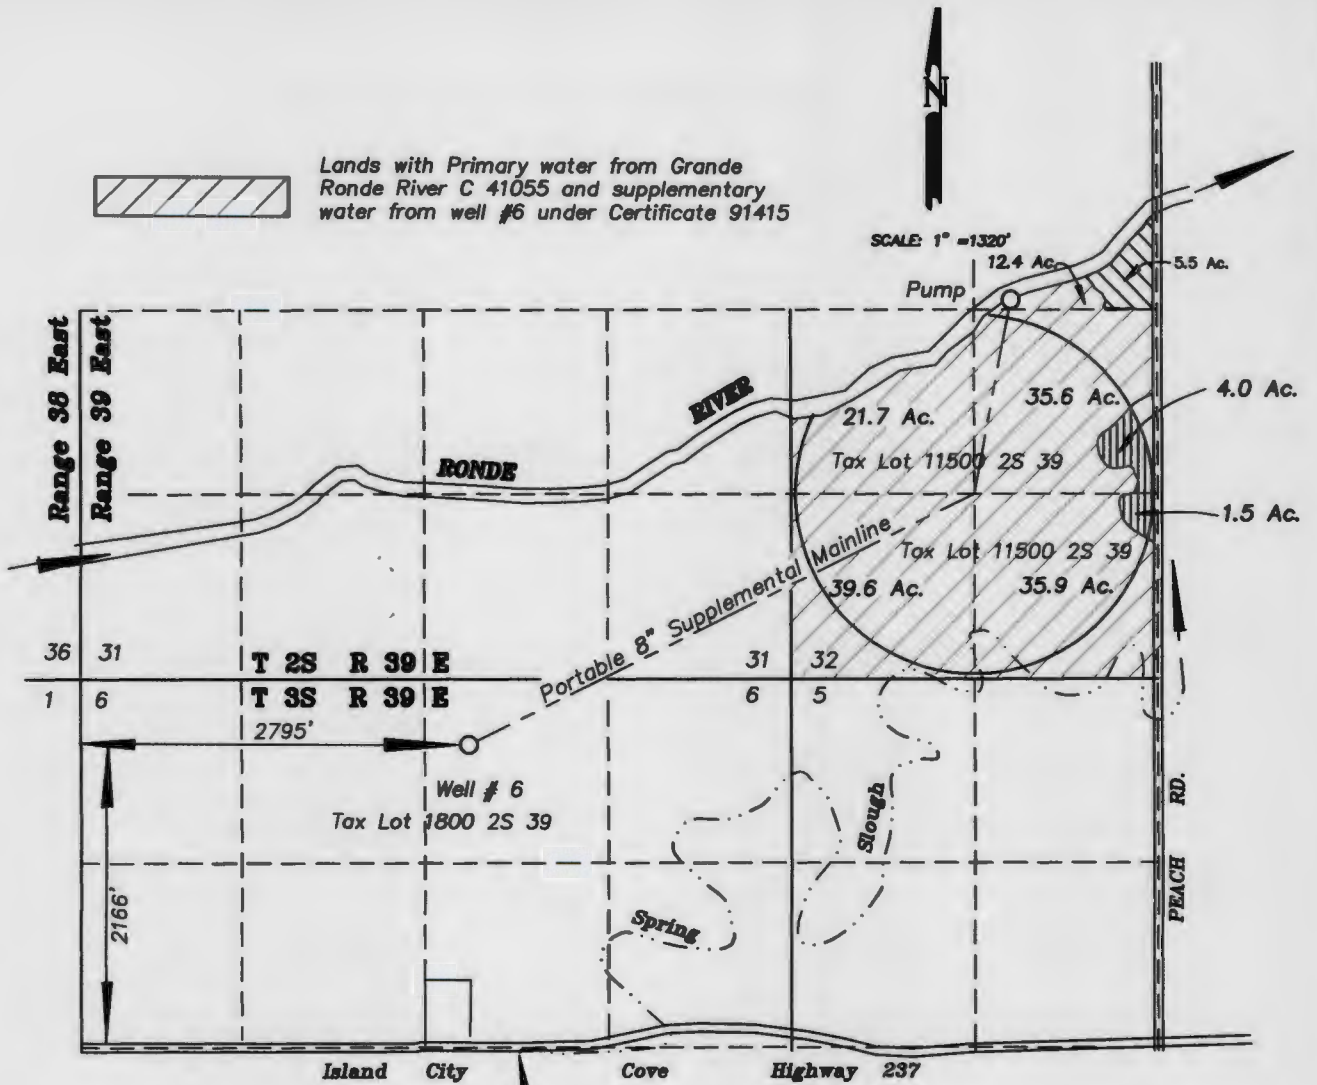 N
Lands with Primary water from Grande
Ronde River C 41055 and supplementary
water from well #6 under Certificate 91415
SCALE: 1" =1320'
12.4 Ac.
5.5 Ac.
Pump
Range 38 East
Range 39 East
RIVER
RONDE
21.7 Ac.
35.6 Ac.
4.0 Ac.
Tax Lot 11500 2S 39
1.5 Ac.
Tax Lot 11500 2S 39
39.6 Ac.
35.9 Ac.
Portable 8" Supplemental Mainline
36 31
T 2S R 39 E
31 32
1 6
T 3S R 39 E
6 5
2795'
Well # 6
Tax Lot 1800 2S 39
2166'
Slough
Spring
PEACH RD.
Island City Cove Highway 237